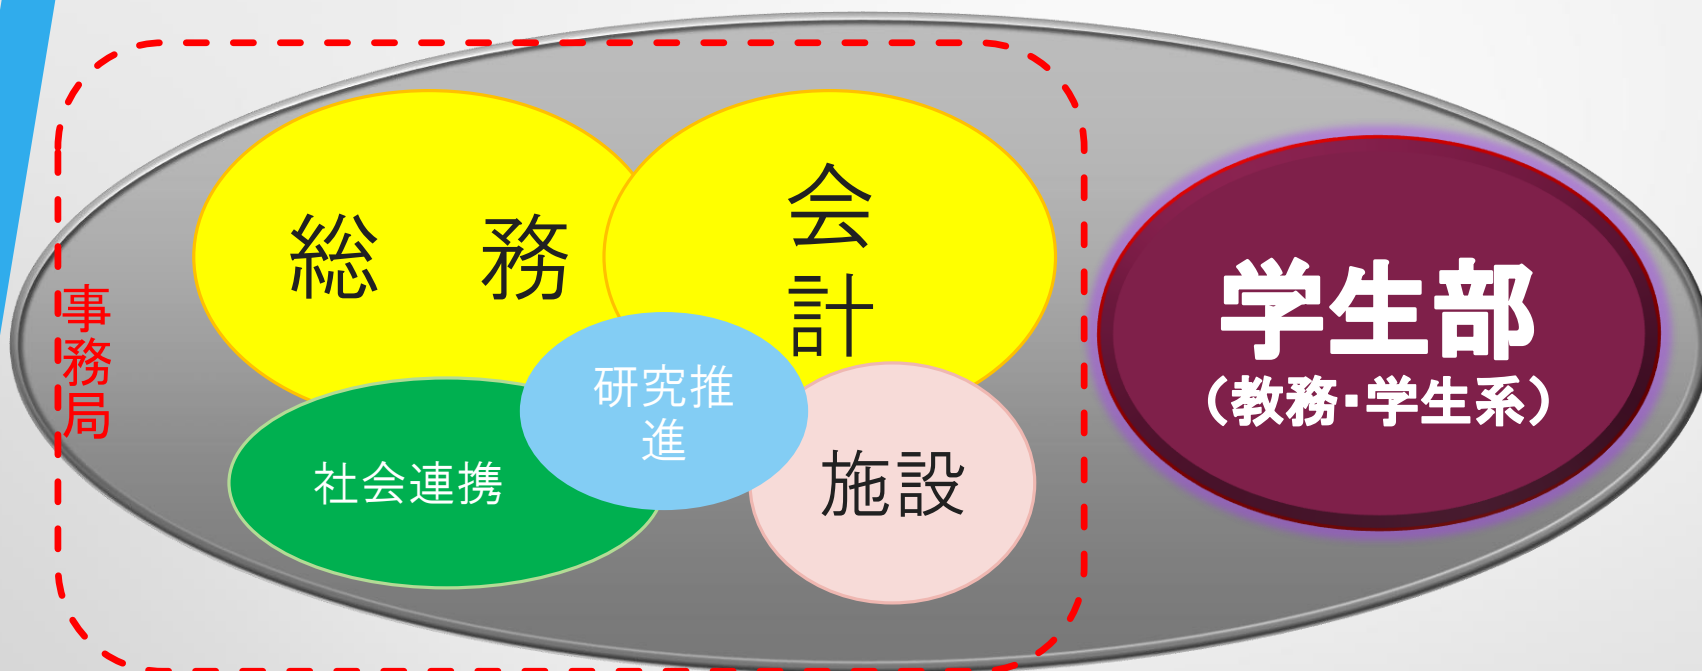 事務局
総　務
会
計
研究推
進
社会連携
施設
学生部
（教務・学生系）